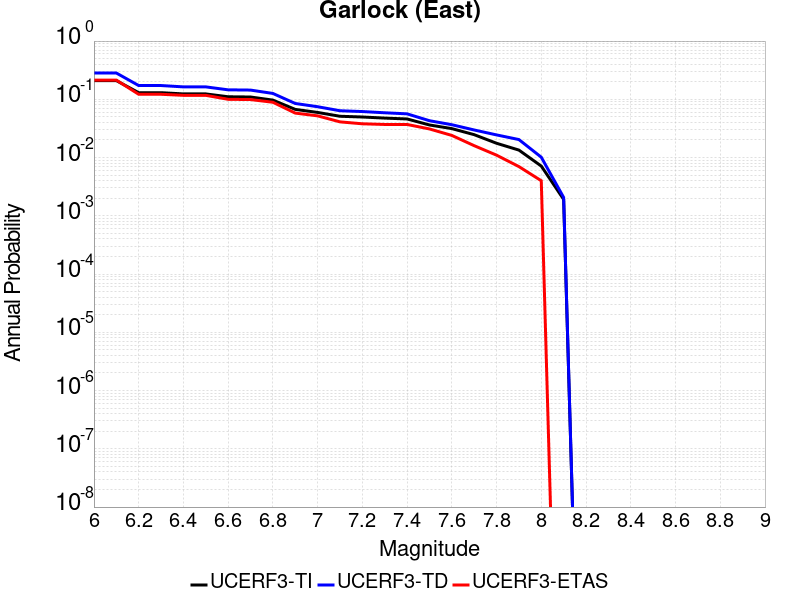 Garlock (East)
10^0
10^-1
10^-2
10^-3
10^-4
10^-5
10^-6
10^-7
10^-8
Annual Probability
6 6.2 6.4 6.6 6.8 7 7.2 7.4 7.6 7.8 8 8.2 8.4 8.6 8.8 9
Magnitude
UCERF3-TI UCERF3-TD UCERF3-ETAS